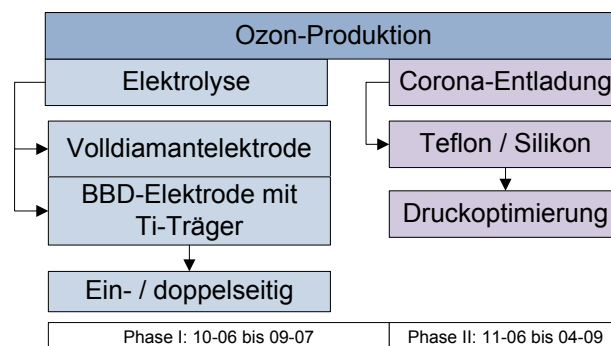 Ozon-Produktion
Elektrolyse
Corona-Entladung
Volldiamantelektrode
Teflon / Silikon
BBD-Elektrode mit
Ti-Träger
Druckoptimierung
Ein- / doppelseitig
Phase I: 10-06 bis 09-07
Phase II: 11-06 bis 04-09